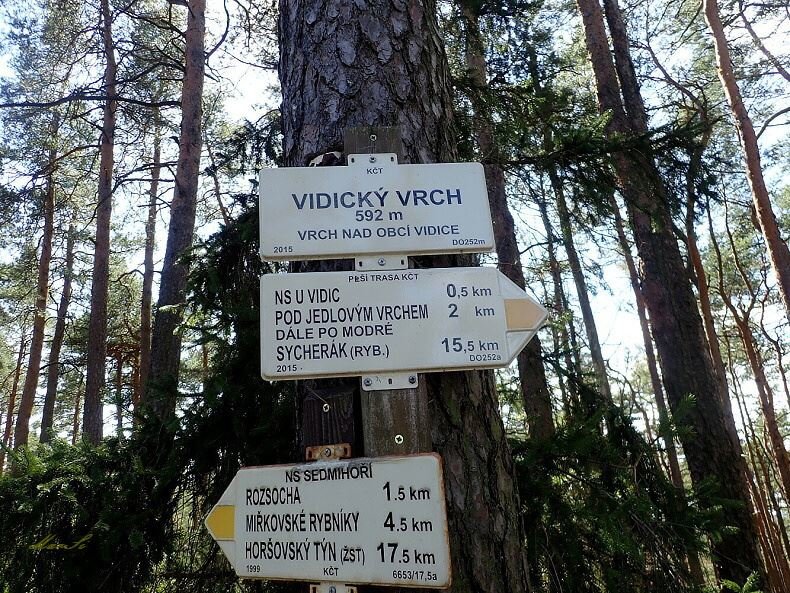 KČT
VIDICKÝ VRCH
592 m
VRCH NAD OBCÍ VIDICE
2015 DO252m
PĚŠÍ TRASA KČT
NS U VIDIC 0,5 km
POD JEDLOVÝM VRCHEM 2 km
DÁLE PO MODRÉ
SYCHERÁK (RYB.) 15,5 km
2015 DO252a
NS SEDMIHOŘÍ
ROZSOCHA 1.5 KM
MIŘKOVSKÉ RYBNÍKY 4.5 KM
HORŠOVSKÝ TÝN (ŽST) 17.5 KM
1999 KČT 6653/17,5a